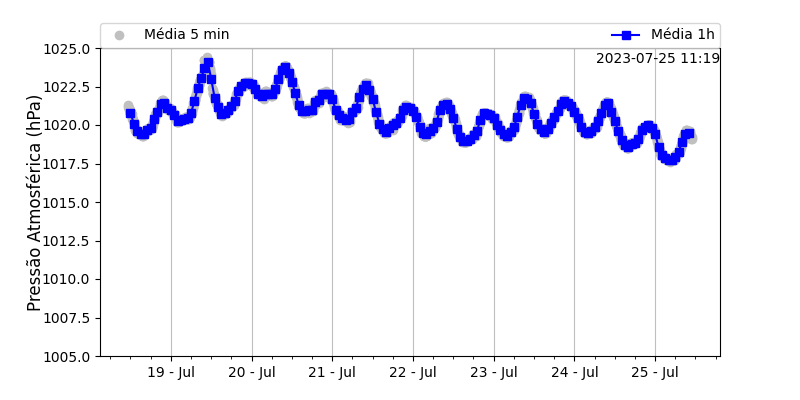 Média 5 min
Média 1h
2023-07-25 11:19
Pressão Atmosférica (hPa)
1025.0
1022.5
1020.0
1017.5
1015.0
1012.5
1010.0
1007.5
1005.0
19 - Jul
20 - Jul
21 - Jul
22 - Jul
23 - Jul
24 - Jul
25 - Jul